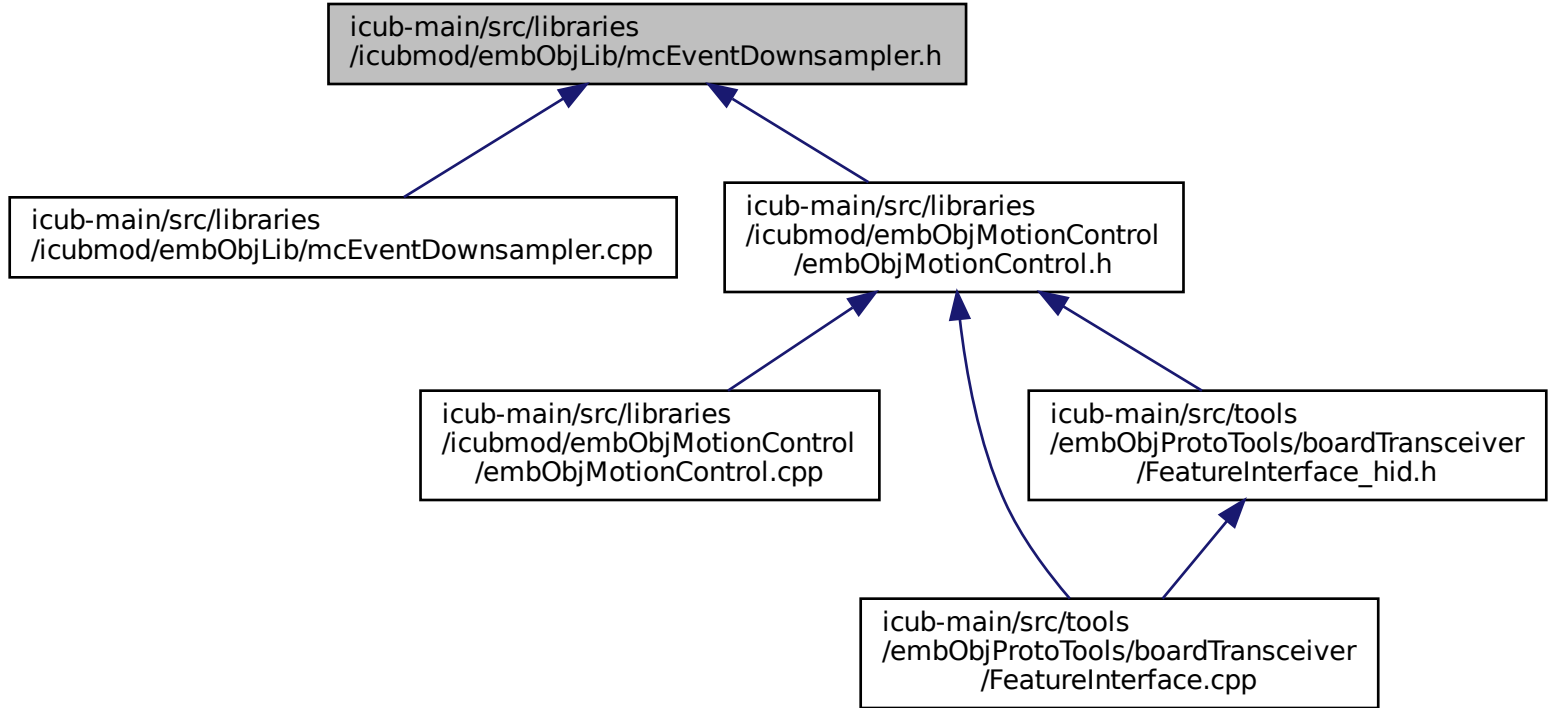 icub-main/src/libraries
/icubmod/embObjLib/mcEventDownsampler.h
icub-main/src/libraries
/icubmod/embObjLib/mcEventDownsampler.cpp
icub-main/src/libraries
/icubmod/embObjMotionControl
/embObjMotionControl.h
icub-main/src/libraries
/icubmod/embObjMotionControl
/embObjMotionControl.cpp
icub-main/src/tools
/embObjProtoTools/boardTransceiver
/FeatureInterface_hid.h
icub-main/src/tools
/embObjProtoTools/boardTransceiver
/FeatureInterface.cpp